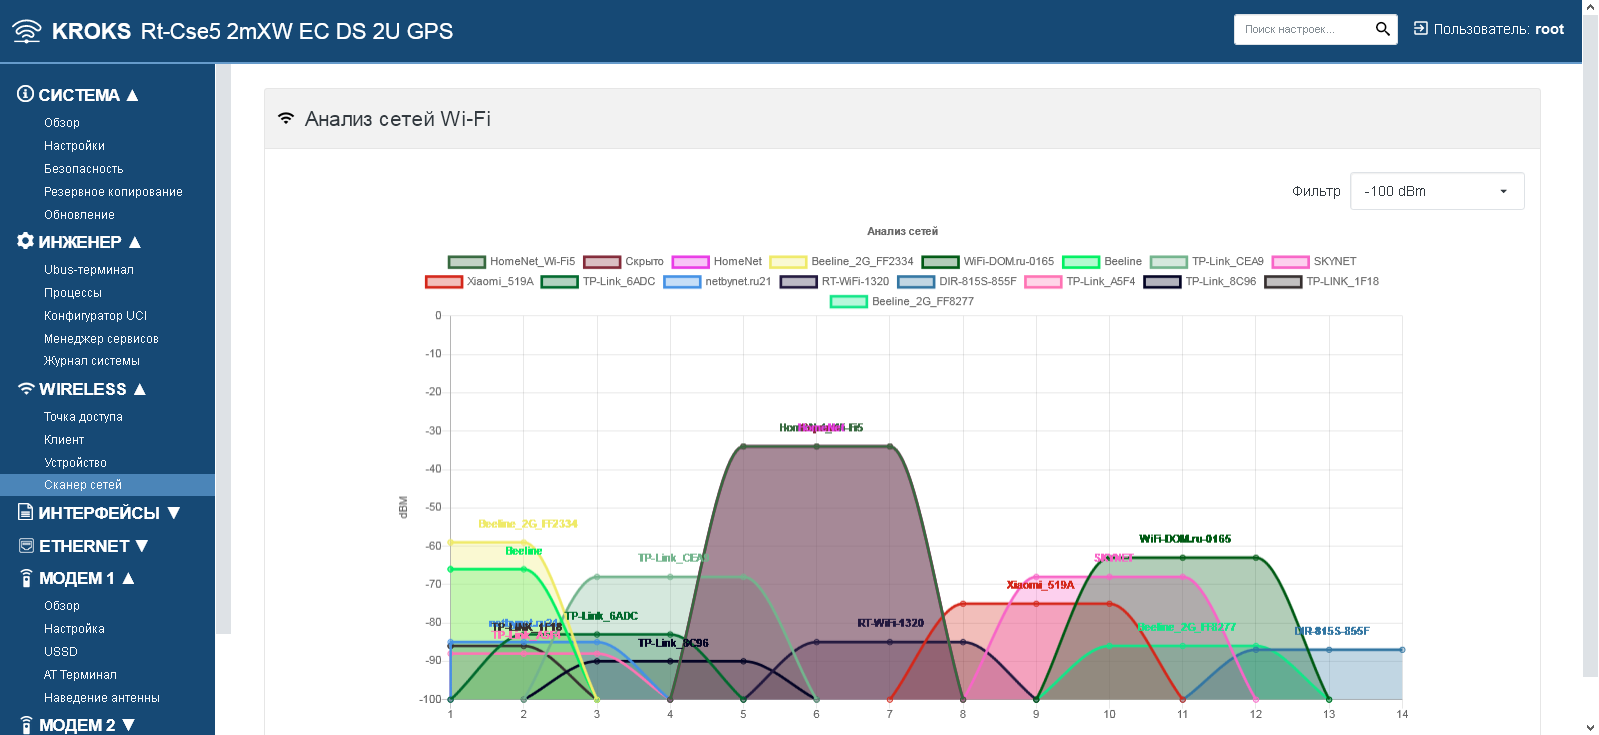 KROKS Rt-Cse5 2mXW EC DS 2U GPS
Поиск настроек...
Пользователь: root
СИСТЕМА ▲
Обзор
Настройки
Безопасность
Резервное копирование
Обновление
ИНЖЕНЕР ▲
Ubus-терминал
Процессы
Конфигуратор UCI
Менеджер сервисов
Журнал системы
WIRELESS ▲
Точка доступа
Клиент
Устройство
Сканер сетей
ИНТЕРФЕЙСЫ ▼
ETHERNET ▼
МОДЕМ 1 ▲
Обзор
Настройка
USSD
AT Терминал
Наведение антенны
МОДЕМ 2 ▼
Анализ сетей Wi-Fi
Фильтр -100 dBm
Анализ сетей
HomeNet_Wi-Fi5 Скрыто HomeNet Beeline_2G_FF2334 WiFi-DOM.ru-0165 Beeline TP-Link_CEA9 SKYNET
Xiaomi_519A TP-Link_6ADC netbynet.ru21 RT-WiFi-1320 DIR-815S-855F TP-Link_A5F4 TP-Link_8C96 TP-LINK_1F18
Beeline_2G_FF8277
dBM
0
-10
-20
-30
-40
-50
-60
-70
-80
-90
-100
Beeline_2G_FF2334
Beeline
WiFi-DOM.ru-0165
TP-Link_CEA9
SKYNET
Xiaomi_519A
TP-Link_6ADC
RT-WiFi-1320
TP-LINK_1F18
Beeline_2G_FF8277
DIR-815S-855F
TP-Link_8C96
1 2 3 4 5 6 7 8 9 10 11 12 13 14